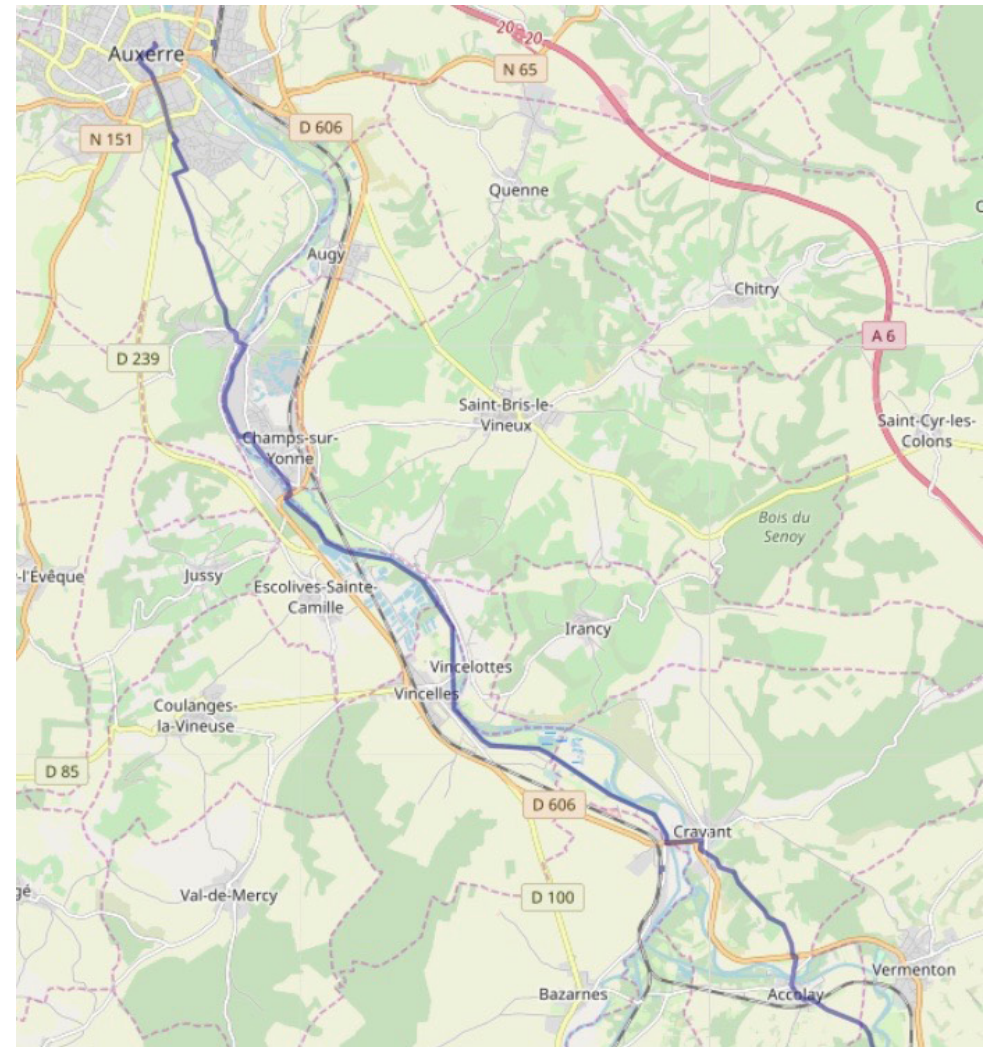 20
20
Auxerre
N 65
D 606
N 151
Quenne
Augy
Chitry
A 6
D 239
Saint-Bris-le-
Vineux
Saint-Cyr-les-
Colons
Champs-sur-
Yonne
Bois du
Senoy
-l'Évêque
Jussy
Escolives-Sainte-
Camille
Irancy
Vincelottes
Vincelles
Coulanges-
la-Vineuse
D 85
D 606
Cravant
gé
Val-de-Mercy
D 100
Vermenton
Bazarnes
Accolay